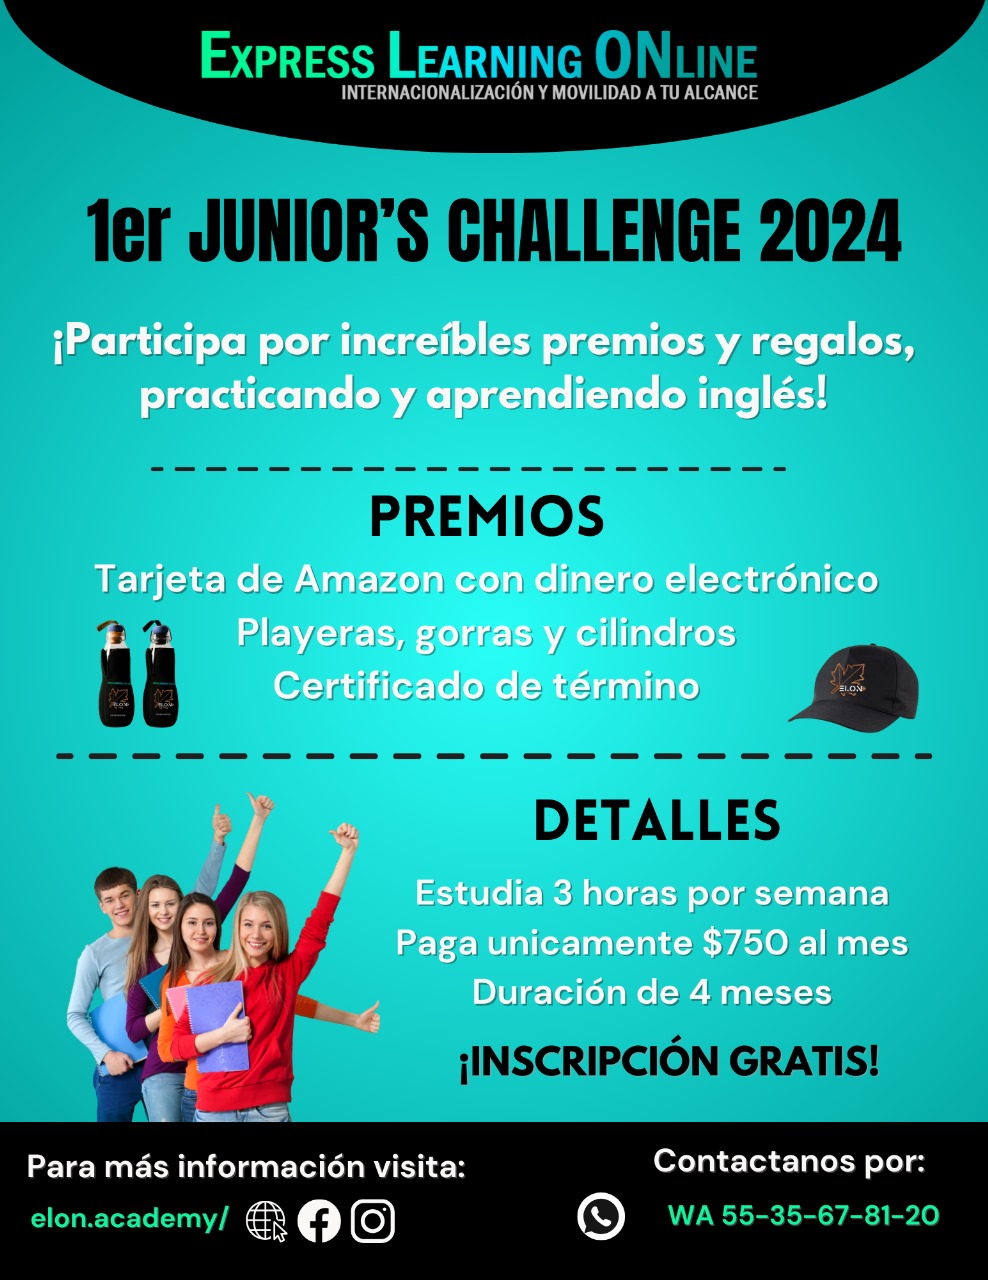 EXPRESS LEARNING ONLINE
INTERNACIONALIZACIÓN Y MOVILIDAD A TU ALCANCE
1er JUNIOR’S CHALLENGE 2024
¡Participa por increíbles premios y regalos,
practicando y aprendiendo inglés!
PREMIOS
Tarjeta de Amazon con dinero electrónico
Playeras, gorras y cilindros
Certificado de término
ELON
ELON
ELON
DETALLES
Estudia 3 horas por semana
Paga unicamente $750 al mes
Duración de 4 meses
¡INSCRIPCIÓN GRATIS!
Para más información visita:
elon.academy/
Contactanos por:
WA 55-35-67-81-20